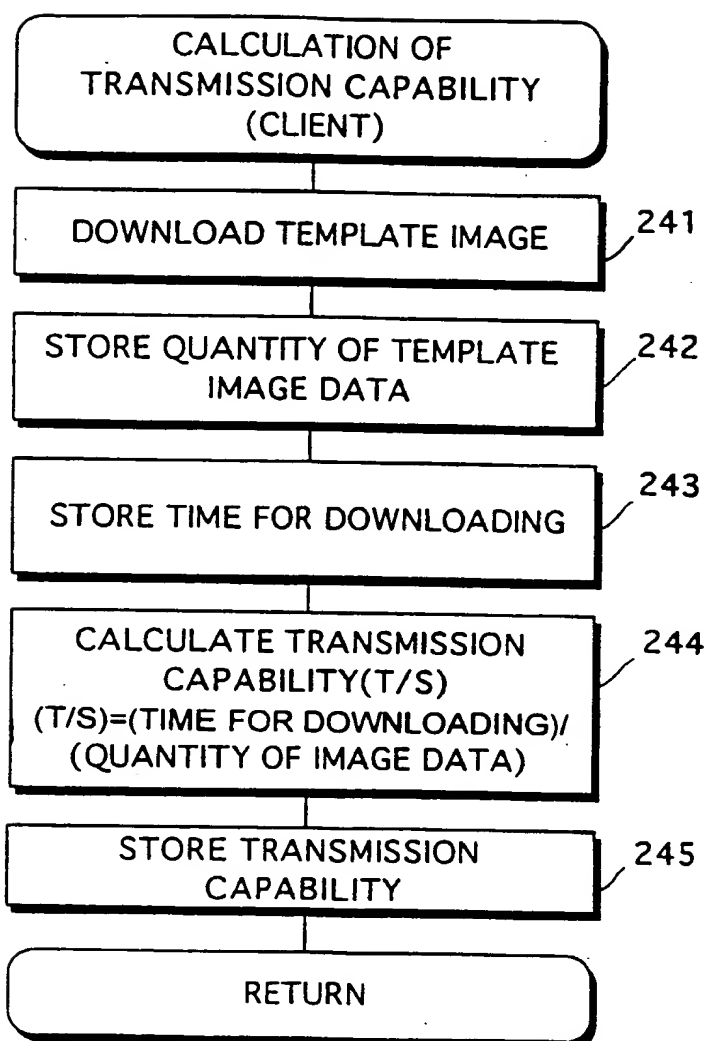 CALCULATION OF
TRANSMISSION CAPABILITY
(CLIENT)
DOWNLOAD TEMPLATE IMAGE
241
STORE QUANTITY OF TEMPLATE
IMAGE DATA
242
STORE TIME FOR DOWNLOADING
243
CALCULATE TRANSMISSION
CAPABILITY(T/S)
(T/S)=(TIME FOR DOWNLOADING)/
(QUANTITY OF IMAGE DATA)
244
STORE TRANSMISSION
CAPABILITY
245
RETURN